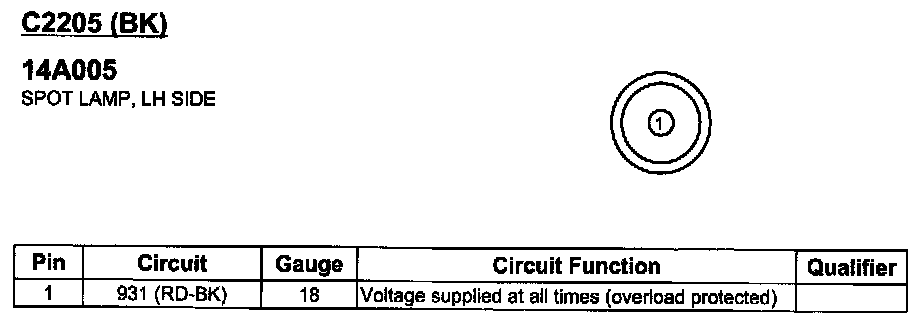 C2205 (BK)
14A005
SPOT LAMP, LH SIDE
1
Pin Circuit Gauge Circuit Function Qualifier
1 931 (RD-BK) 18 Voltage supplied at all times (overload protected)